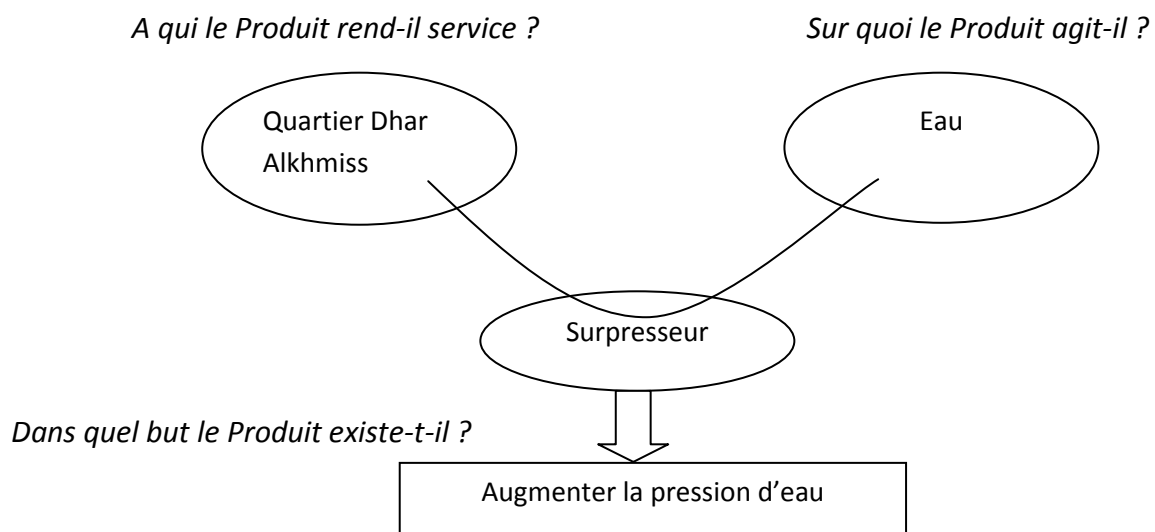 A qui le Produit rend-il service ?
Sur quoi le Produit agit-il ?
Quartier Dhar
Alkhmiss
Eau
Surpresseur
Dans quel but le Produit existe-t-il ?
Augmenter la pression d’eau